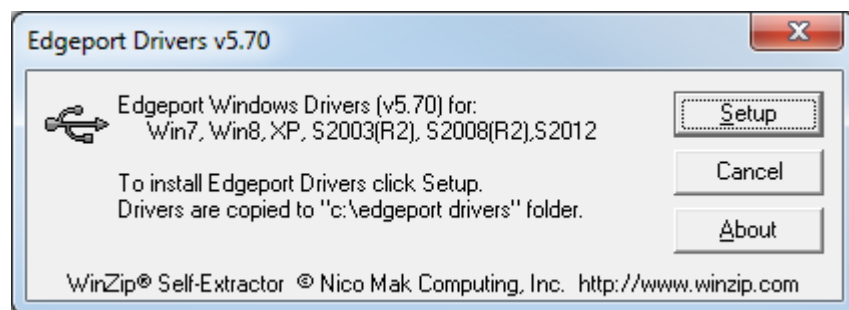 Edgeport Drivers v5.70
Edgeport Windows Drivers (v5.70) for:
Win7, Win8, XP, S2003(R2), S2008(R2),S2012
Setup
To install Edgeport Drivers click Setup.
Drivers are copied to "c:\edgeport drivers" folder.
Cancel
About
WinZip® Self-Extractor © Nico Mak Computing, Inc. http://www.winzip.com